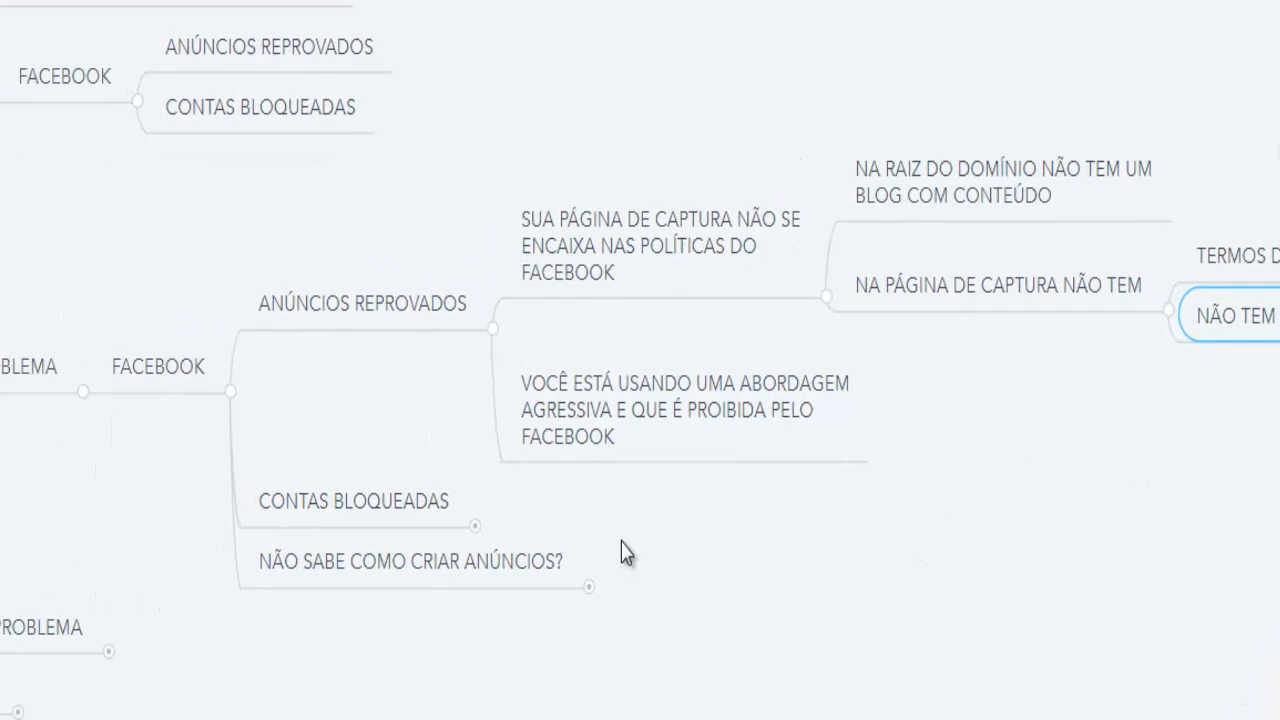 ANÚNCIOS REPROVADOS
FACEBOOK
CONTAS BLOQUEADAS
NA RAIZ DO DOMÍNIO NÃO TEM UM
BLOG COM CONTEÚDO
SUA PÁGINA DE CAPTURA NÃO SE
ENCAIXA NAS POLÍTICAS DO
FACEBOOK
TERMOS D
NA PÁGINA DE CAPTURA NÃO TEM
NÃO TEM
ANÚNCIOS REPROVADOS
BLEMA
FACEBOOK
VOCÊ ESTÁ USANDO UMA ABORDAGEM
AGRESSIVA E QUE É PROIBIDA PELO
FACEBOOK
CONTAS BLOQUEADAS
NÃO SABE COMO CRIAR ANÚNCIOS?
ROBLEMA